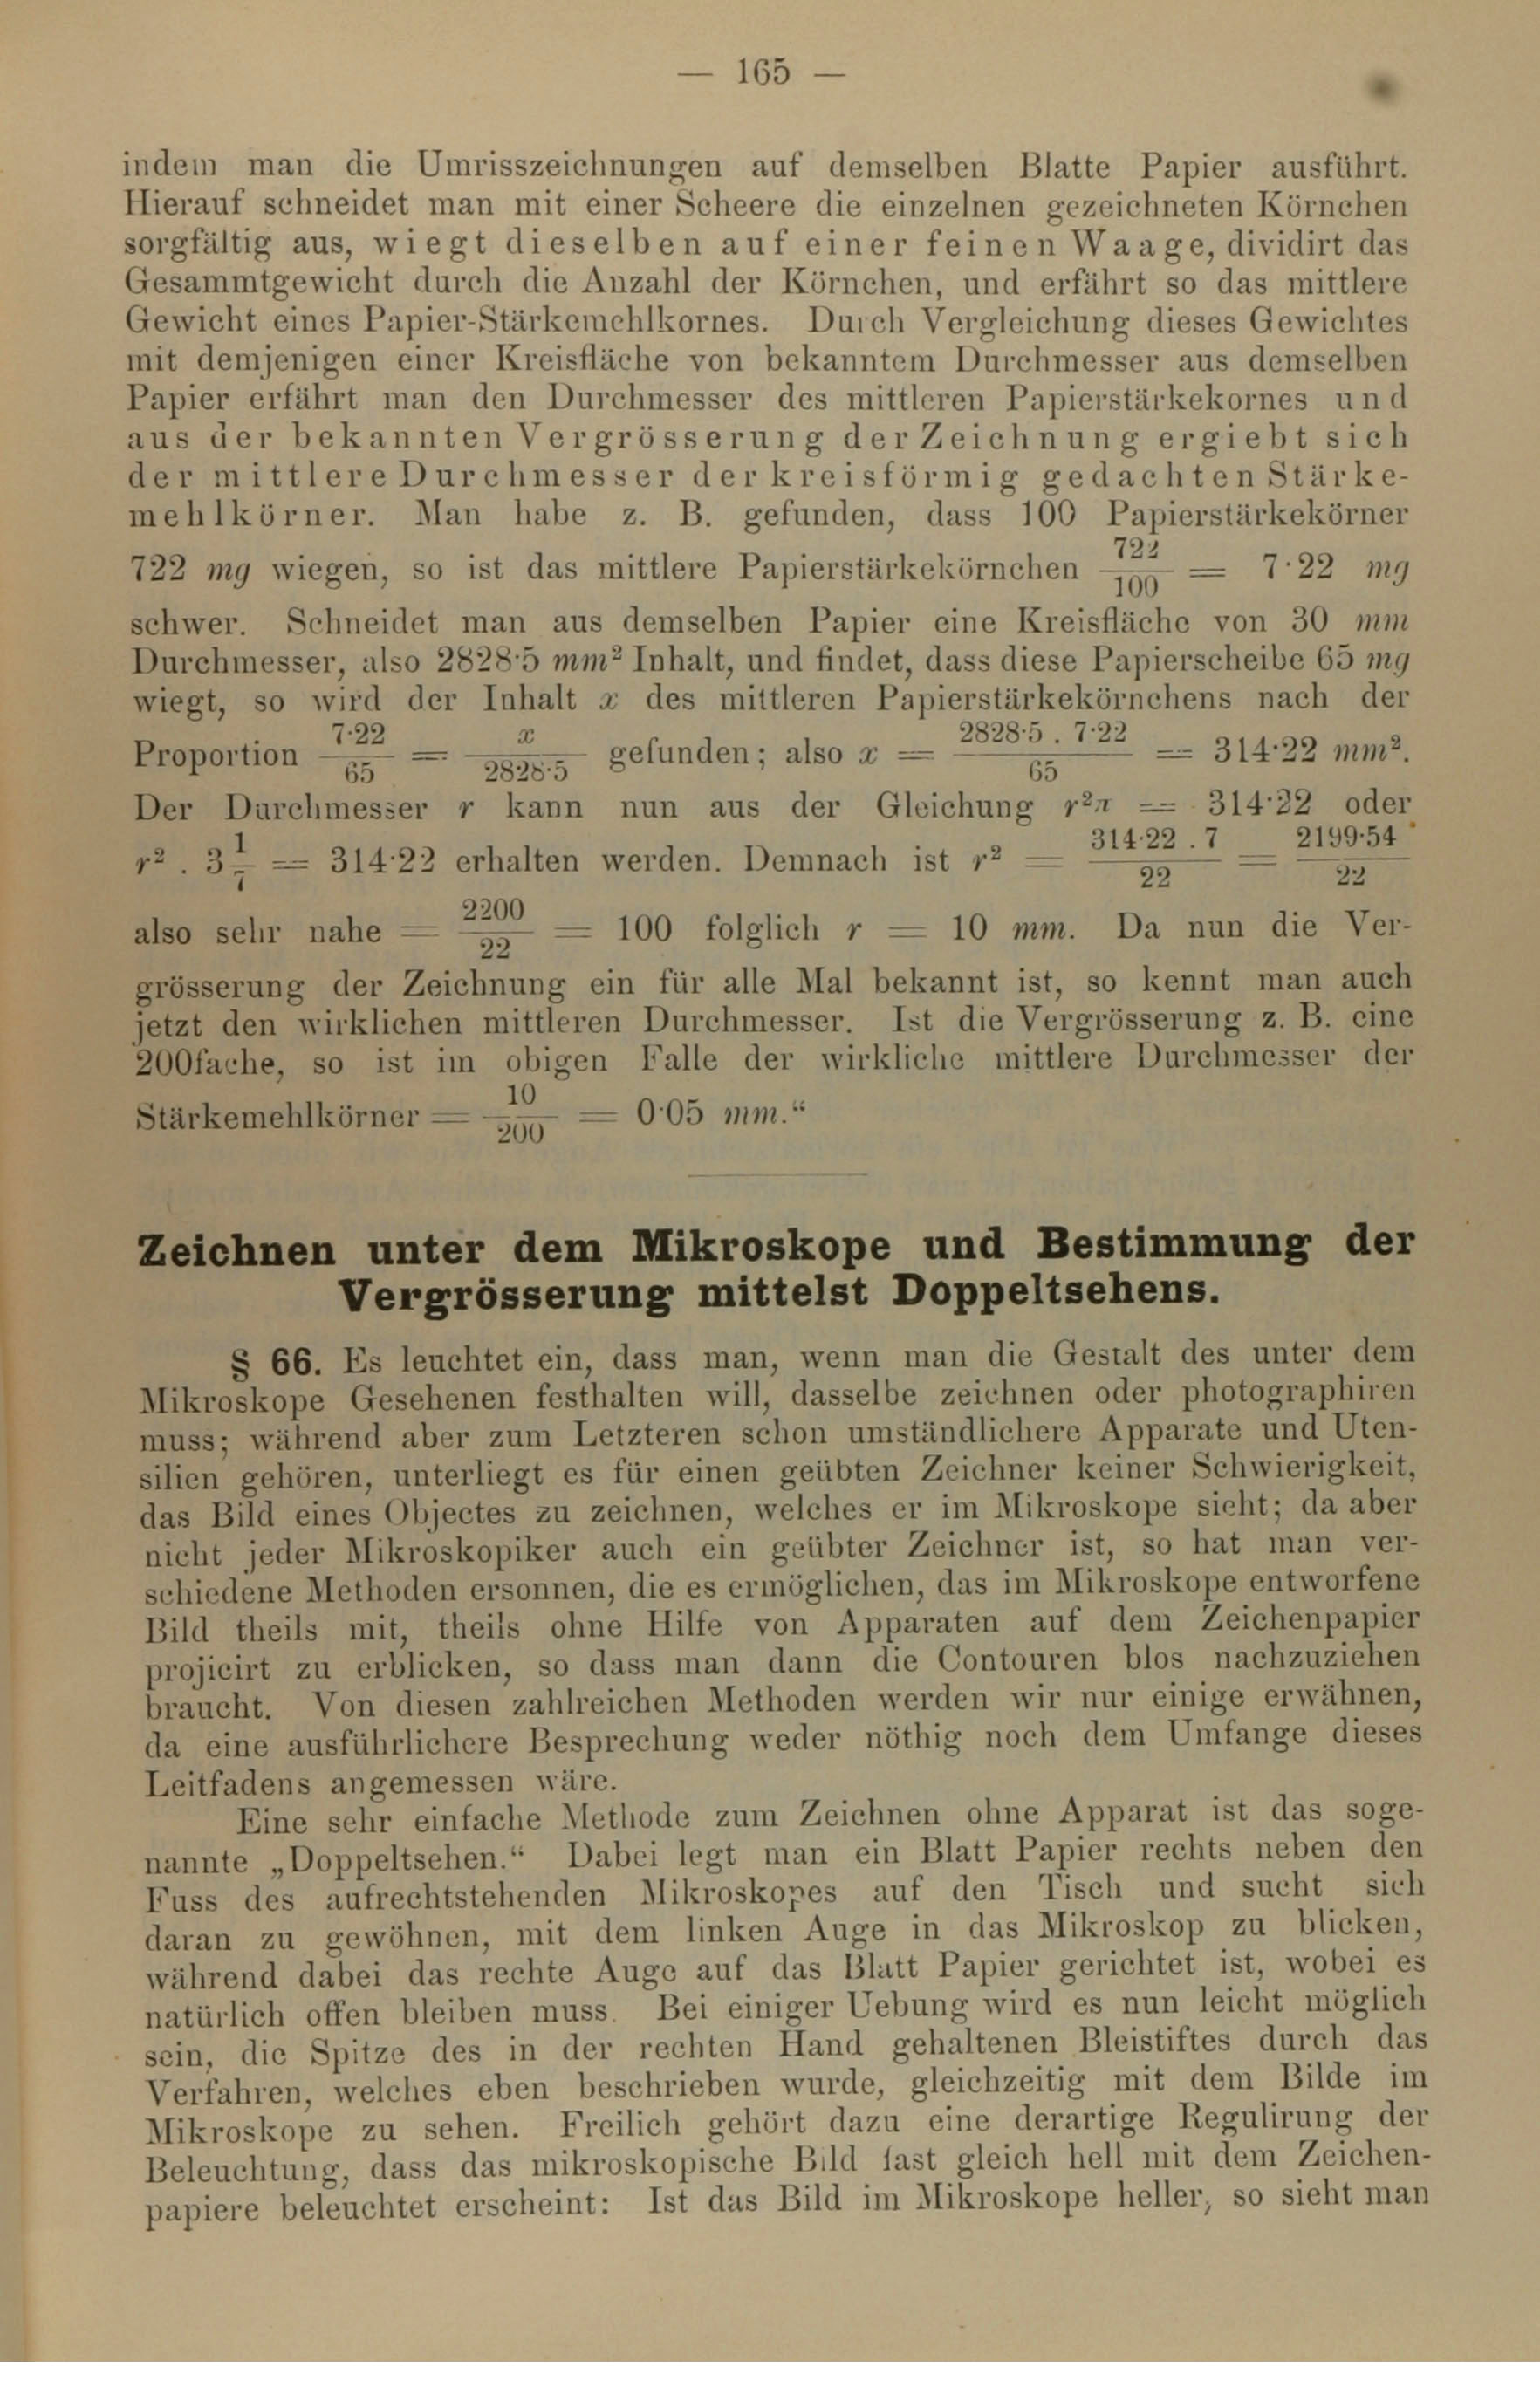 — 165 —
indem man die Umrisszeichnungen auf demselben Blatte Papier ausführt.
Hierauf schneidet man mit einer Scheere die einzelnen gezeichneten Körnchen
sorgfältig aus, wiegt dieselben auf einer feinen Waage, dividirt das
Gesammtgewicht durch die Anzahl der Körnchen, und erfährt so das mittlere
Gewicht eines Papier-Stärkemehlkornes. Durch Vergleichung dieses Gewichtes
mit demjenigen einer Kreisfläche von bekanntem Durchmesser aus demselben
Papier erfährt man den Durchmesser des mittleren Papierstärkekornes und
aus der bekannten Vergrösserung der Zeichnung ergiebt sich
der mittlere Durchmesser der kreisförmig gedachten Stärke-
mehlkörner. Man habe z. B. gefunden, dass 100 Papierstärkekörner
722 mg wiegen, so ist das mittlere Papierstärkekörnchen 722/100 = 7·22 mg
schwer. Schneidet man aus demselben Papier eine Kreisfläche von 30 mm
Durchmesser, also 2828·5 mm² Inhalt, und findet, dass diese Papierscheibe 65 mg
wiegt, so wird der Inhalt x des mittleren Papierstärkekörnchens nach der
Proportion 7·22/65 = x/2828·5 gefunden; also x = 2828·5 . 7·22/65 = 314·22 mm².
Der Durchmesser r kann nun aus der Gleichung r²π = 314·22 oder
r² . 3 1/7 = 314·22 erhalten werden. Demnach ist r² = 314·22 . 7/22 = 2199·54/22
also sehr nahe = 2200/22 = 100 folglich r = 10 mm. Da nun die Ver-
grösserung der Zeichnung ein für alle Mal bekannt ist, so kennt man auch
jetzt den wirklichen mittleren Durchmesser. Ist die Vergrösserung z. B. eine
200fache, so ist im obigen Falle der wirkliche mittlere Durchmesser der
Stärkemehlkörner = 10/200 = 0·05 mm.“
Zeichnen unter dem Mikroskope und Bestimmung der
Vergrösserung mittelst Doppeltsehens.
§ 66. Es leuchtet ein, dass man, wenn man die Gestalt des unter dem
Mikroskope Gesehenen festhalten will, dasselbe zeichnen oder photographiren
muss; während aber zum Letzteren schon umständlichere Apparate und Uten-
silien gehören, unterliegt es für einen geübten Zeichner keiner Schwierigkeit,
das Bild eines Objectes zu zeichnen, welches er im Mikroskope sieht; da aber
nicht jeder Mikroskopiker auch ein geübter Zeichner ist, so hat man ver-
schiedene Methoden ersonnen, die es ermöglichen, das im Mikroskope entworfene
Bild theils mit, theils ohne Hilfe von Apparaten auf dem Zeichenpapier
projicirt zu erblicken, so dass man dann die Contouren blos nachzuziehen
braucht. Von diesen zahlreichen Methoden werden wir nur einige erwähnen,
da eine ausführlichere Besprechung weder nöthig noch dem Umfange dieses
Leitfadens angemessen wäre.
Eine sehr einfache Methode zum Zeichnen ohne Apparat ist das soge-
nannte „Doppeltsehen.“ Dabei legt man ein Blatt Papier rechts neben den
Fuss des aufrechtstehenden Mikroskopes auf den Tisch und sucht sich
daran zu gewöhnen, mit dem linken Auge in das Mikroskop zu blicken,
während dabei das rechte Auge auf das Blatt Papier gerichtet ist, wobei es
natürlich offen bleiben muss. Bei einiger Uebung wird es nun leicht möglich
sein, die Spitze des in der rechten Hand gehaltenen Bleistiftes durch das
Verfahren, welches eben beschrieben wurde, gleichzeitig mit dem Bilde im
Mikroskope zu sehen. Freilich gehört dazu eine derartige Regulirung der
Beleuchtung, dass das mikroskopische Bild fast gleich hell mit dem Zeichen-
papiere beleuchtet erscheint: Ist das Bild im Mikroskope heller, so sieht man